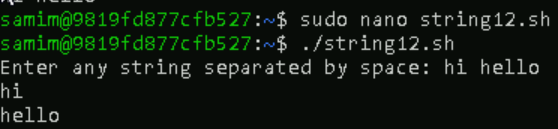 samim@9819fd877cfb527:~$ sudo nano string12.sh
samim@9819fd877cfb527:~$ ./string12.sh
Enter any string separated by space: hi hello
hi
hello